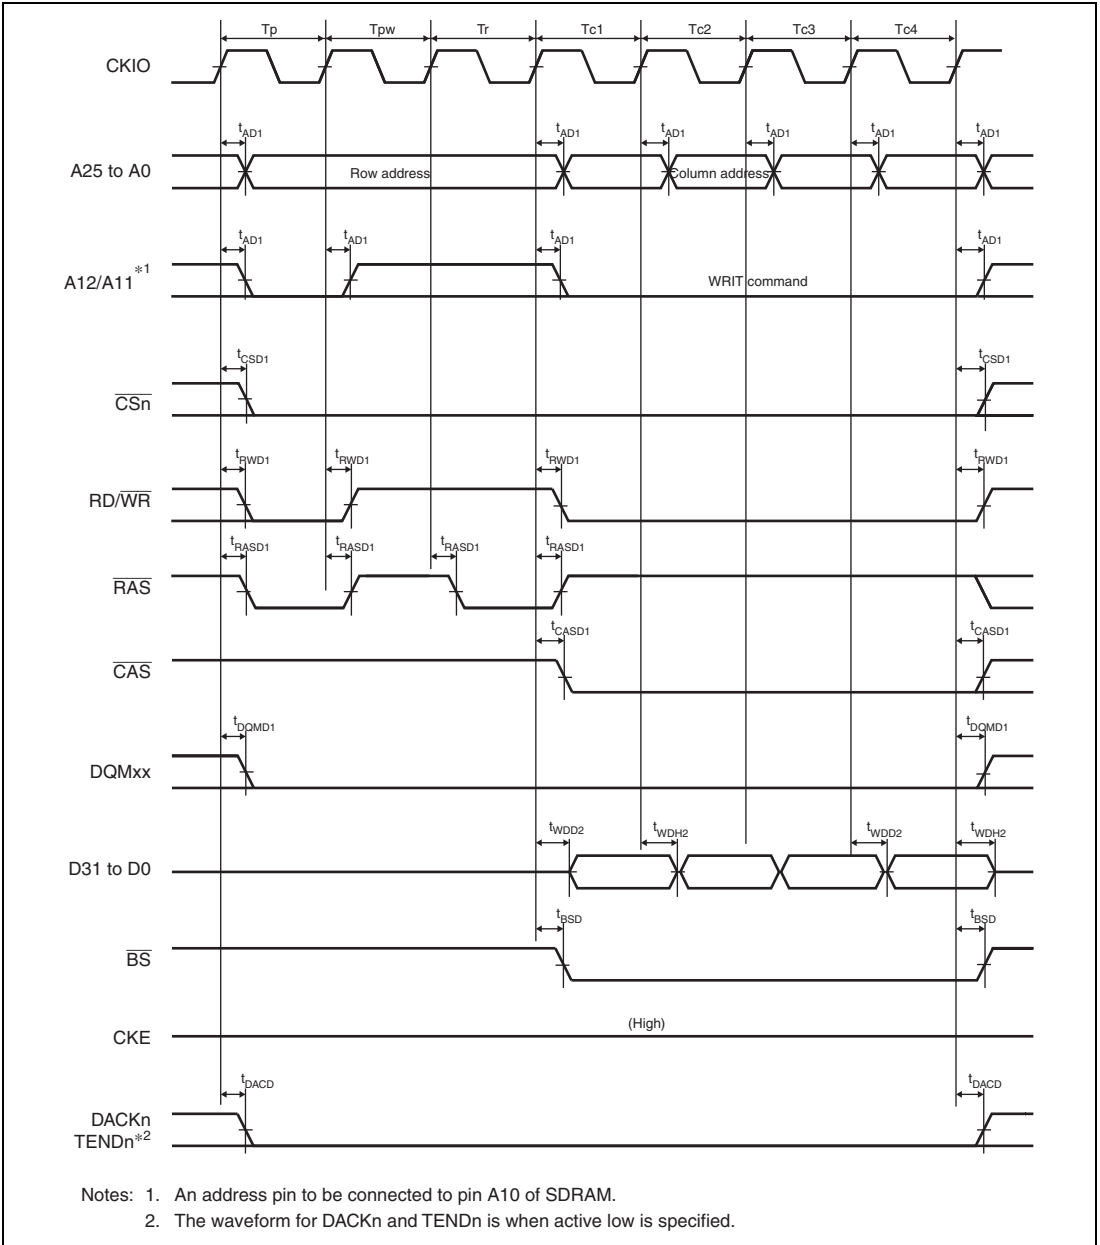 Tp Tpw Tr Tc1 Tc2 Tc3 Tc4
CKIO
tAD1 tAD1 tAD1 tAD1 tAD1 tAD1
A25 to A0 Row address Column address
tAD1 tAD1 tAD1 tAD1
A12/A11*1 WRIT command
tCSD1 tCSD1
CSn
tRWD1 tRWD1 tRWD1 tRWD1
RD/WR
tRASD1 tRASD1 tRASD1 tRASD1
RAS
tCASD1 tCASD1
CAS
tDQMD1 tDQMD1
DQMxx
tWDD2 tWDH2 tWDD2 tWDH2
D31 to D0
tBSD tBSD
BS
(High)
CKE
tDACD tDACD
DACKn
TENDn*2
Notes: 1. An address pin to be connected to pin A10 of SDRAM.
2. The waveform for DACKn and TENDn is when active low is specified.